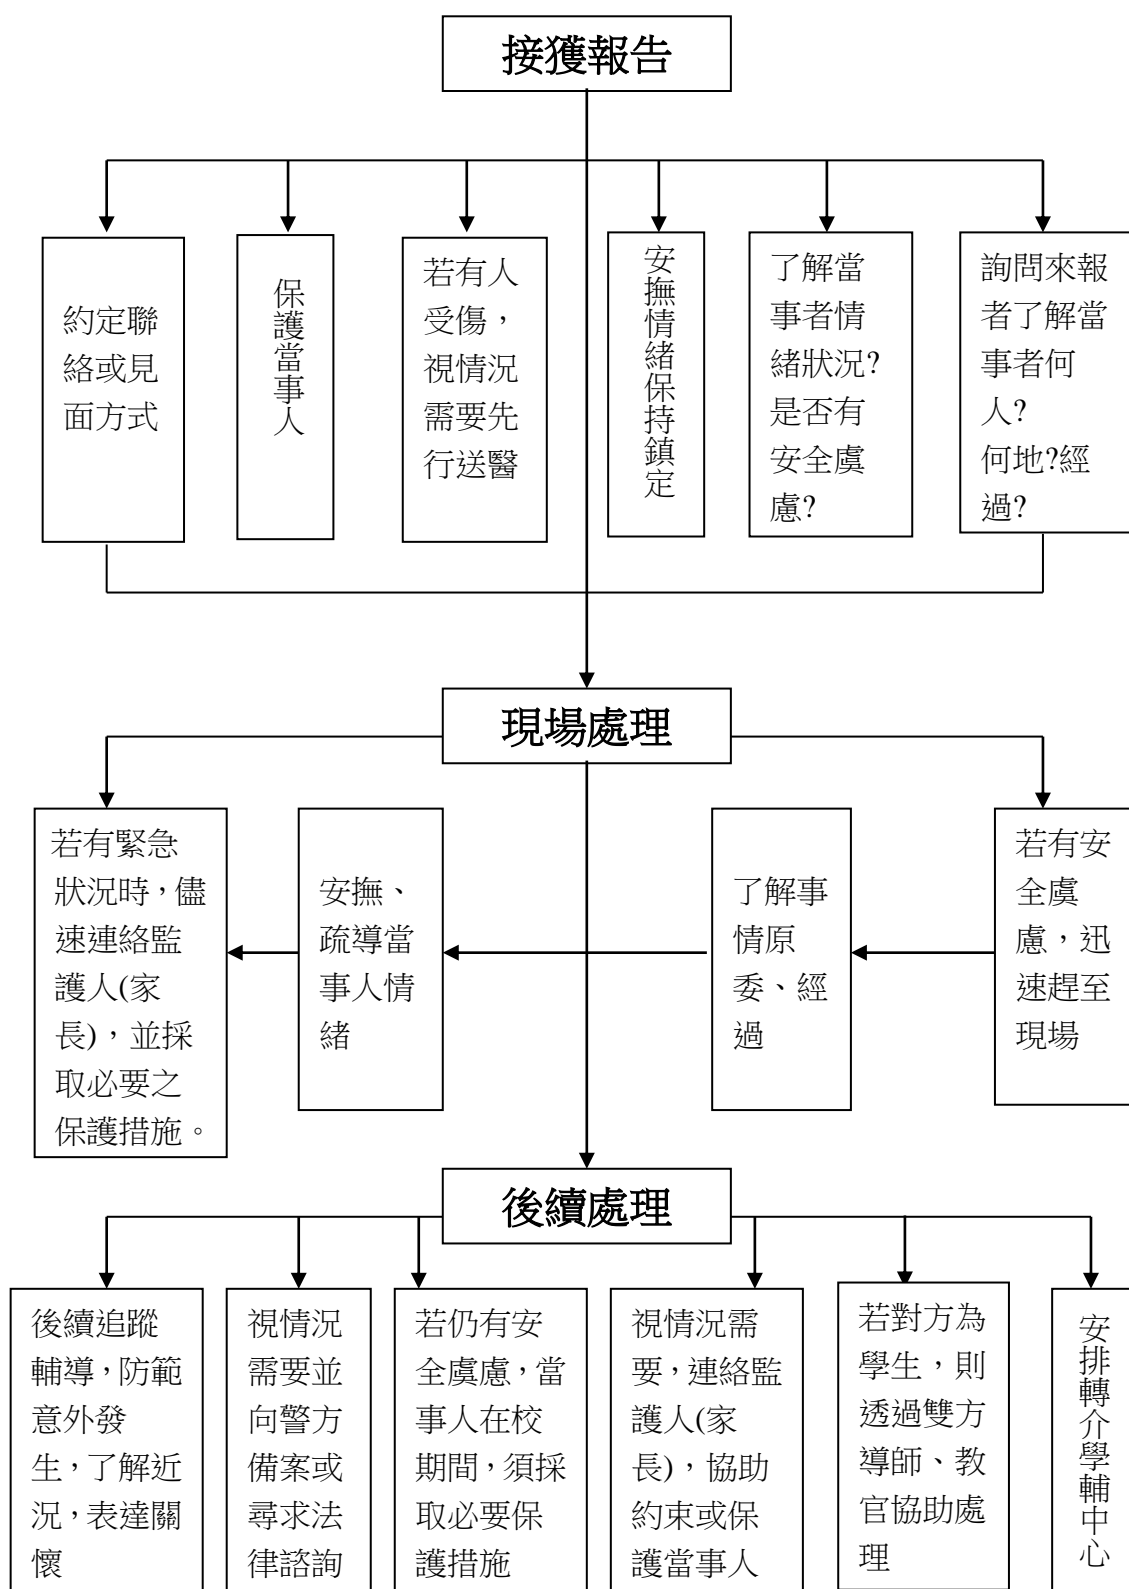 接獲報告
約定聯
絡或見
面方式
保護當事人
若有人
受傷，
視情況
需要先
行送醫
安撫情緒保持鎮定
了解當
事者情
緒狀況?
是否有
安全虞
慮?
詢問來報
者了解當
事者何
人?
何地?經
過?
現場處理
若有緊急
狀況時，儘
速連絡監
護人(家
長)，並採
取必要之
保護措施。
安撫、
疏導當
事人情
緒
了解事
情原
委、經
過
若有安
全虞
慮，迅
速趕至
現場
後續處理
後續追蹤
輔導，防範
意外發
生，了解近
況，表達關
懷
視情況
需要並
向警方
備案或
尋求法
律諮詢
若仍有安
全虞慮，當
事人在校
期間，須採
取必要保
護措施
視情況需
要，連絡監
護人(家
長)，協助
約束或保
護當事人
若對方為
學生，則
透過雙方
導師、教
官協助處
理
安排轉介學輔中心